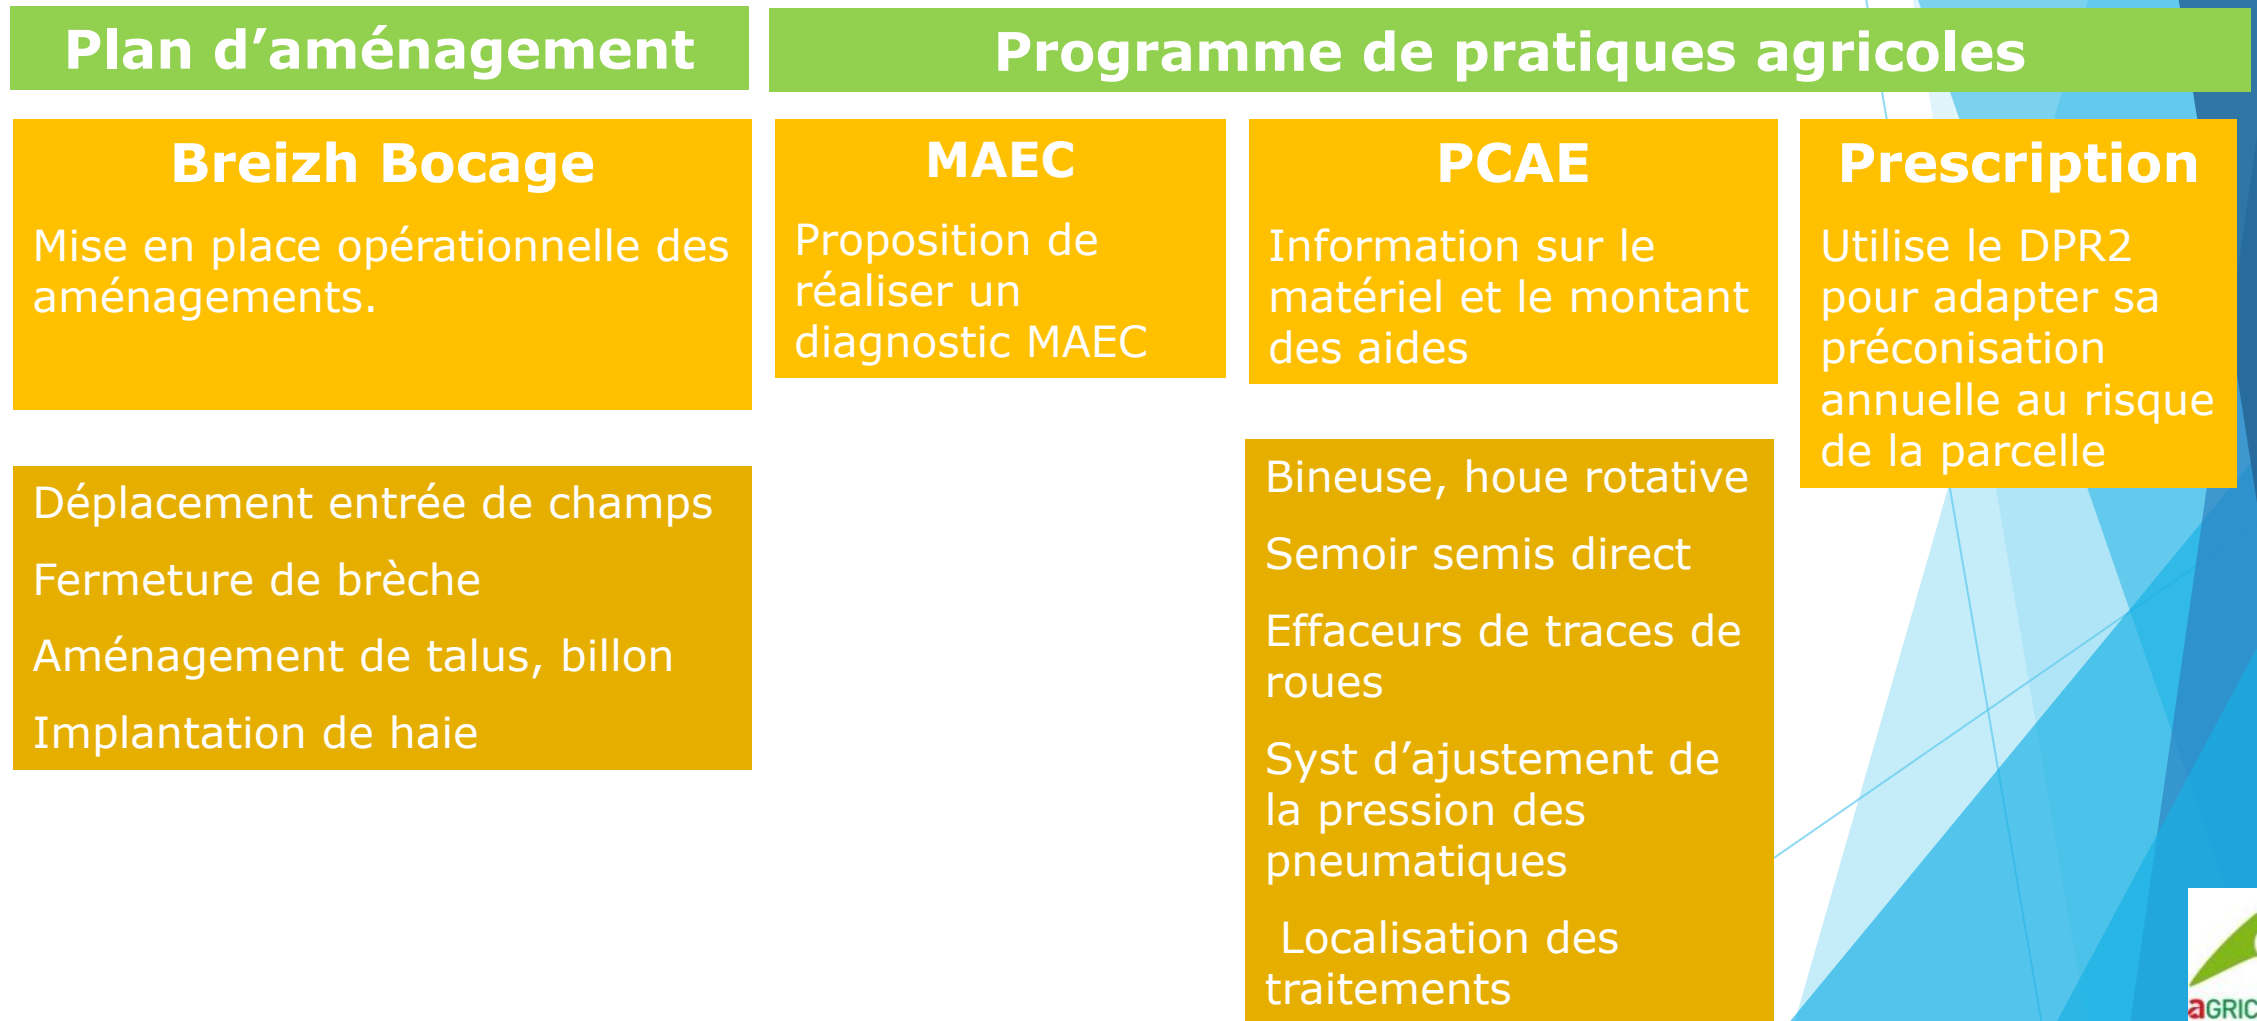 Plan d’aménagement
Programme de pratiques agricoles
Breizh Bocage
Mise en place opérationnelle des
aménagements.
Déplacement entrée de champs
Fermeture de brèche
Aménagement de talus, billon
Implantation de haie
MAEC
Proposition de
réaliser un
diagnostic MAEC
PCAE
Information sur le
matériel et le montant
des aides
Bineuse, houe rotative
Semoir semis direct
Effaceurs de traces de
roues
Syst d’ajustement de
la pression des
pneumatiques
Localisation des
traitements
Prescription
Utilise le DPR2
pour adapter sa
préconisation
annuelle au risque
de la parcelle